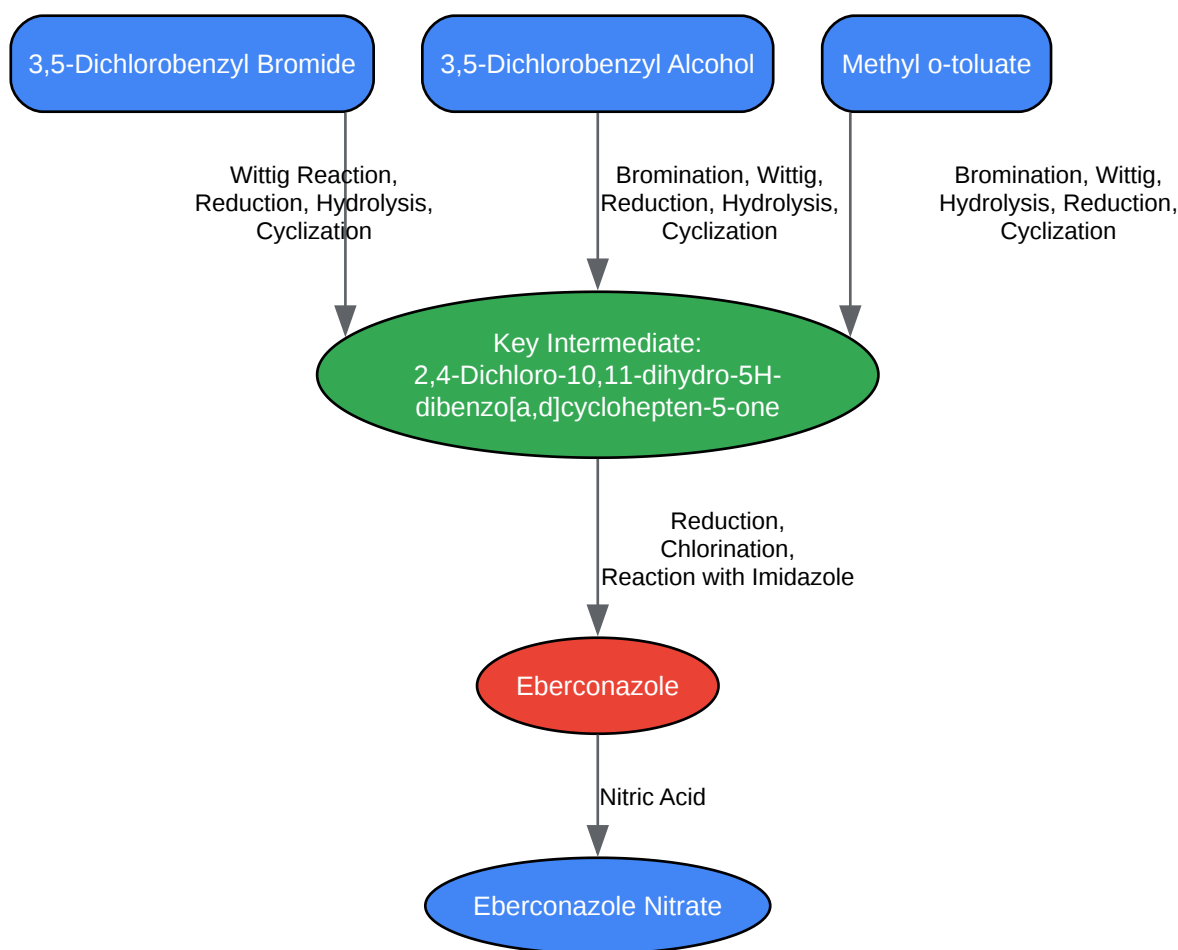 3,5-Dichlorobenzyl Bromide
3,5-Dichlorobenzyl Alcohol
Methyl o-toluate
Wittig Reaction,
Reduction, Hydrolysis,
Cyclization
Bromination, Wittig,
Reduction, Hydrolysis,
Cyclization
Bromination, Wittig,
Hydrolysis, Reduction,
Cyclization
Key Intermediate:
2,4-Dichloro-10,11-dihydro-5H-
dibenzo[a,d]cyclohepten-5-one
Reduction,
Chlorination,
Reaction with Imidazole
Eberconazole
Nitric Acid
Eberconazole Nitrate